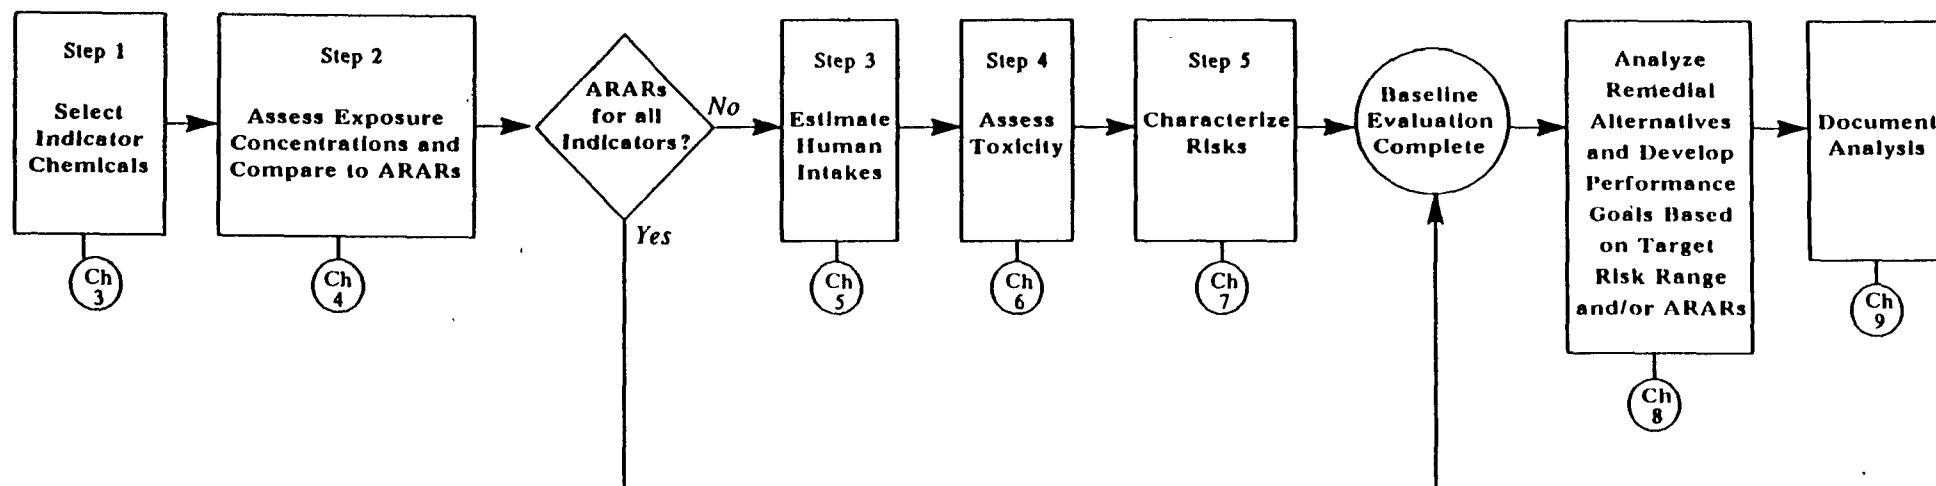 Step 1
Select
Indicator
Chemicals
Ch
3
Step 2
Assess Exposure
Concentrations and
Compare to ARARs
Ch
4
ARARs
for all
Indicators?
No
Yes
Step 3
Estimate
Human
Intakes
Ch
5
Step 4
Assess
Toxicity
Ch
6
Step 5
Characterize
Risks
Ch
7
Baseline
Evaluation
Complete
Analyze
Remedial
Alternatives
and Develop
Performance
Goals Based
on Target
Risk Range
and/or ARARs
Ch
8
Document
Analysis
Ch
9